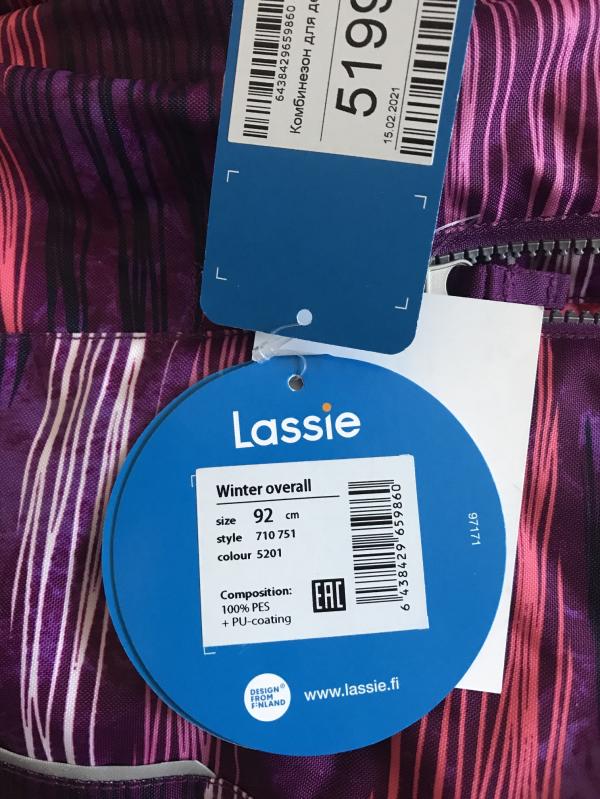 6438429659860
Комбинезон для де
5199
15.02.2021
Lassie
Winter overall
size 92 cm
style 710 751
colour 5201
Composition:
100% PES
+ PU-coating
EAC
6 438429 659860
97171
DESIGN
FROM
FINLAND
www.lassie.fi